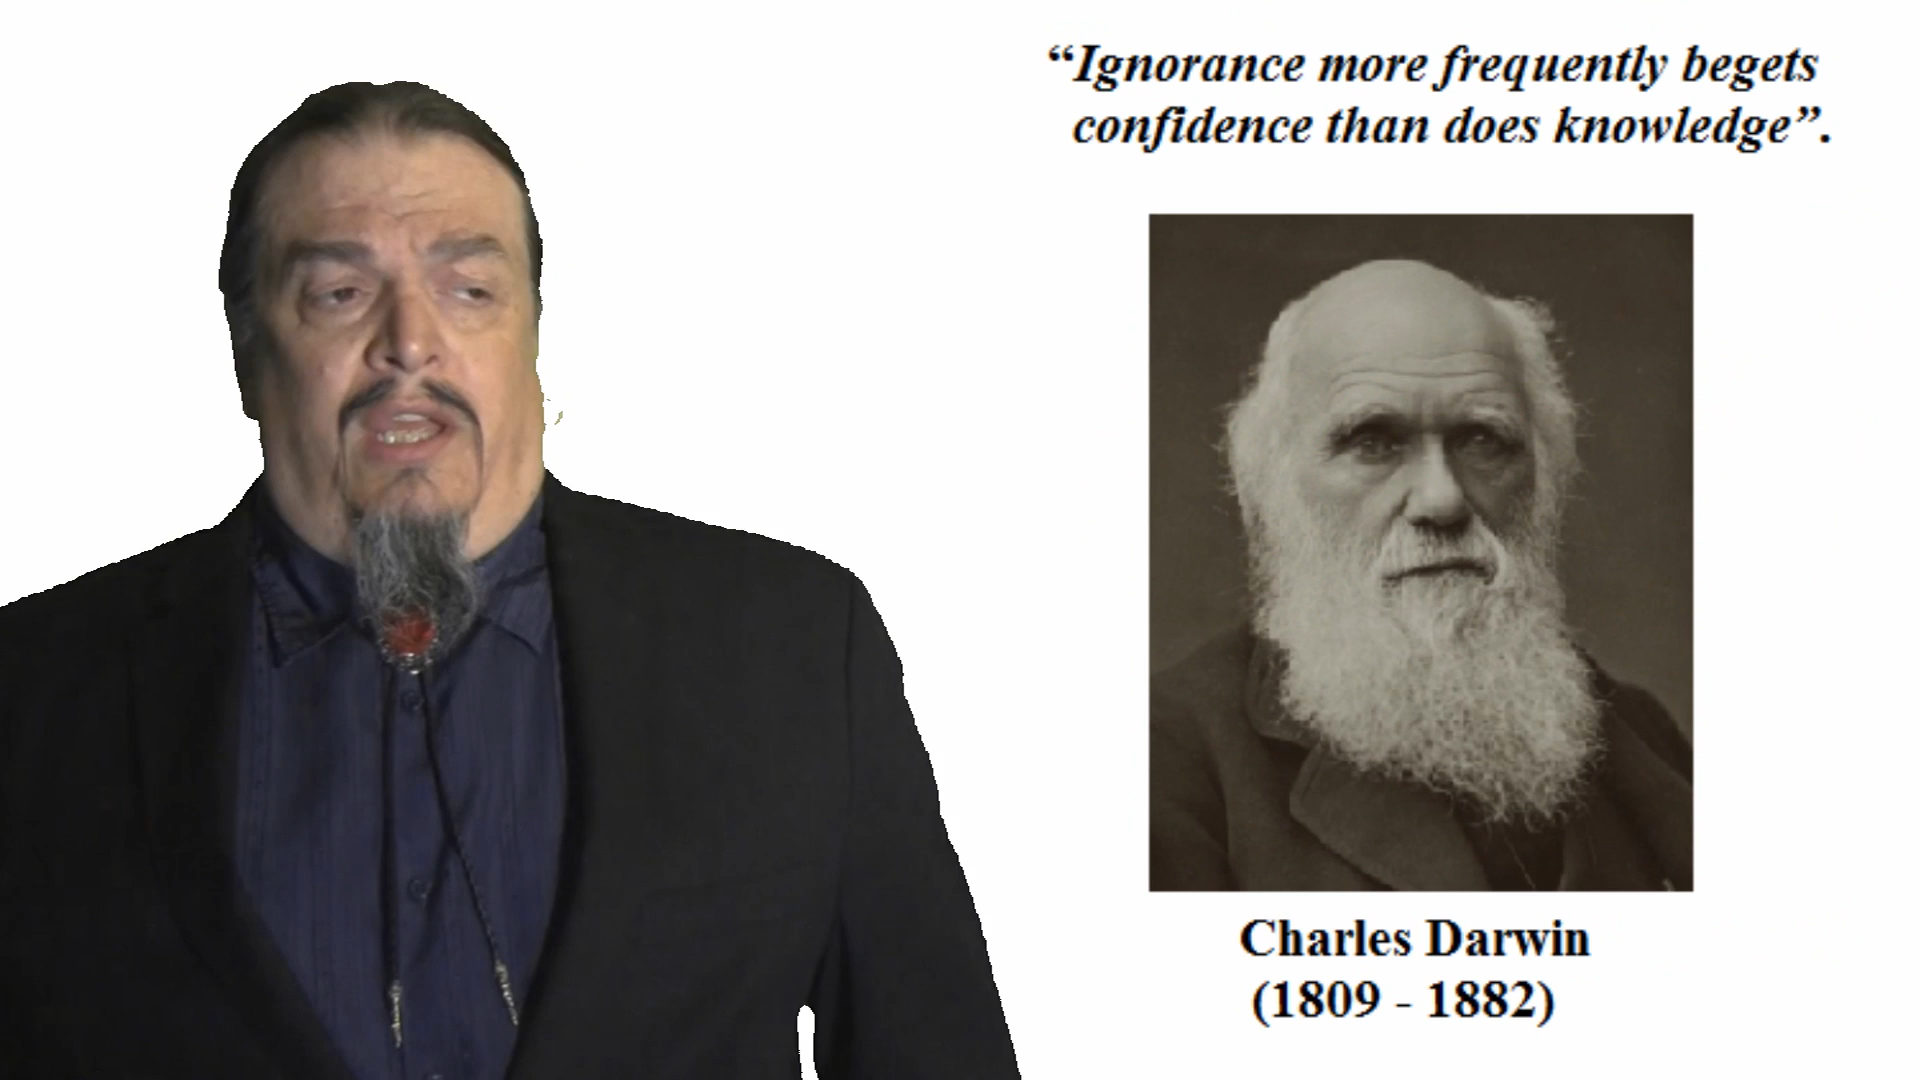 “Ignorance more frequently begets
confidence than does knowledge”.
Charles Darwin
(1809 - 1882)